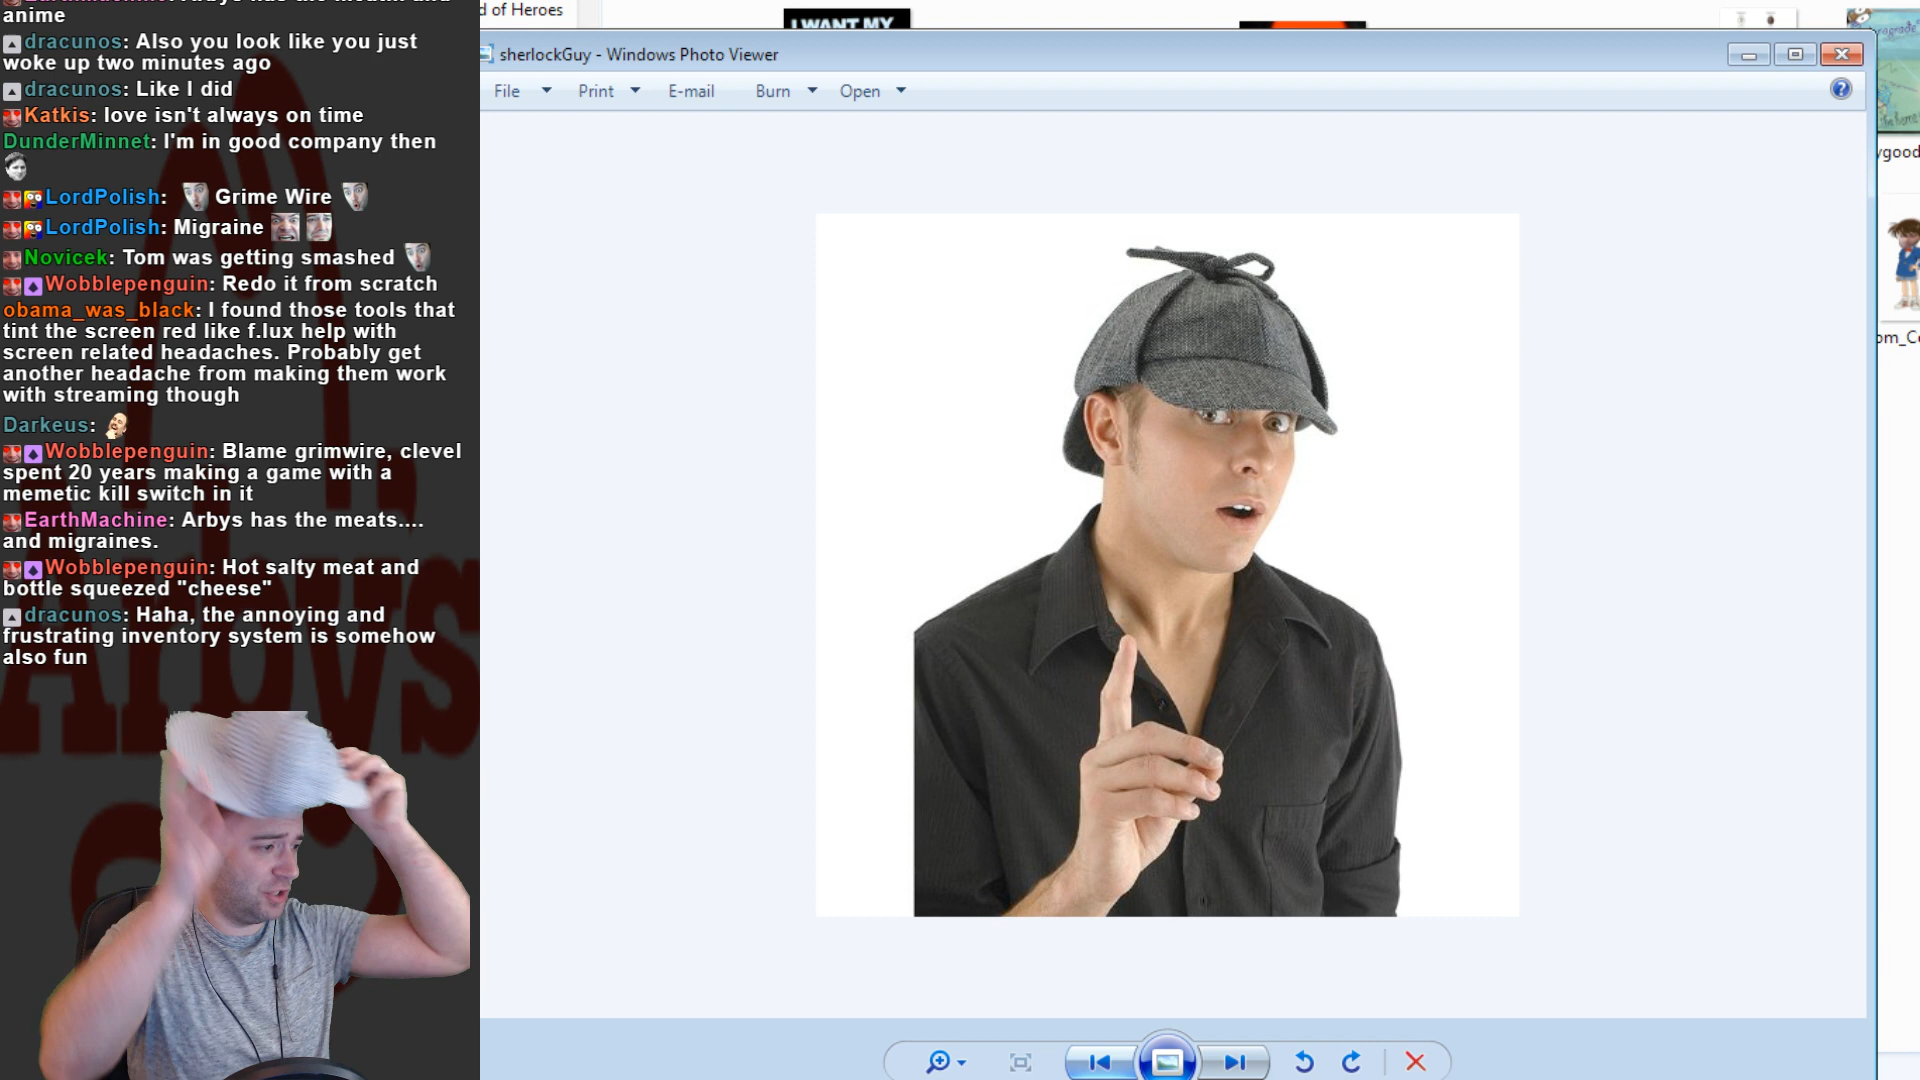 anime
dracunos: Also you look like you just
woke up two minutes ago
dracunos: Like I did
Katkis: love isn't always on time
DunderMinnet: I'm in good company then
LordPolish: Grime Wire
LordPolish: Migraine
Novicek: Tom was getting smashed
Wobblepenguin: Redo it from scratch
obama_was_black: I found those tools that
tint the screen red like f.lux help with
screen related headaches. Probably get
another headache from making them work
with streaming though
Darkeus:
Wobblepenguin: Blame grimwire, clevel
spent 20 years making a game with a
memetic kill switch in it
EarthMachine: Arbys has the meats....
and migraines.
Wobblepenguin: Hot salty meat and
bottle squeezed "cheese"
dracunos: Haha, the annoying and
frustrating inventory system is somehow
also fun
Arby's
d of Heroes
I WANT MY
sherlockGuy - Windows Photo Viewer
File Print E-mail Burn Open
ygood
om_C